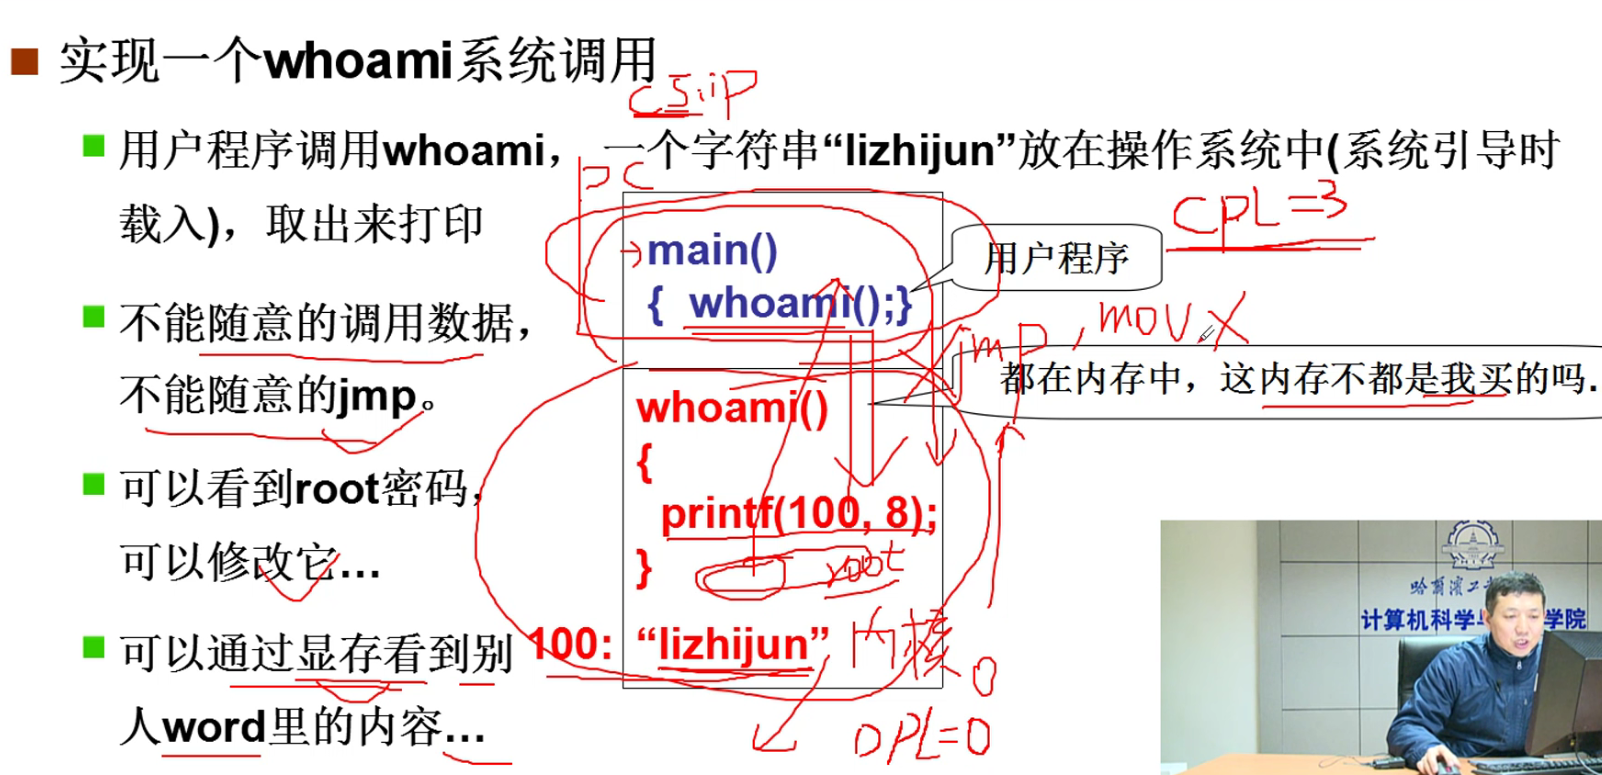 实现一个whoami系统调用
cs:ip
用户程序调用whoami，一个字符串“lizhijun”放在操作系统中(系统引导时
载入)，取出来打印
PC
CPL=3
main()
{ whoami();}
用户程序
不能随意的调用数据，
不能随意的jmp。
jmp, mov X
都在内存中，这内存不都是我买的吗.
whoami()
{
printf(100, 8);
}
root
可以看到root密码，
可以修改它...
100: “lizhijun”
内核
0
DPL=0
可以通过显存看到别
人word里的内容...
哈尔滨工
计算机科学与 学院